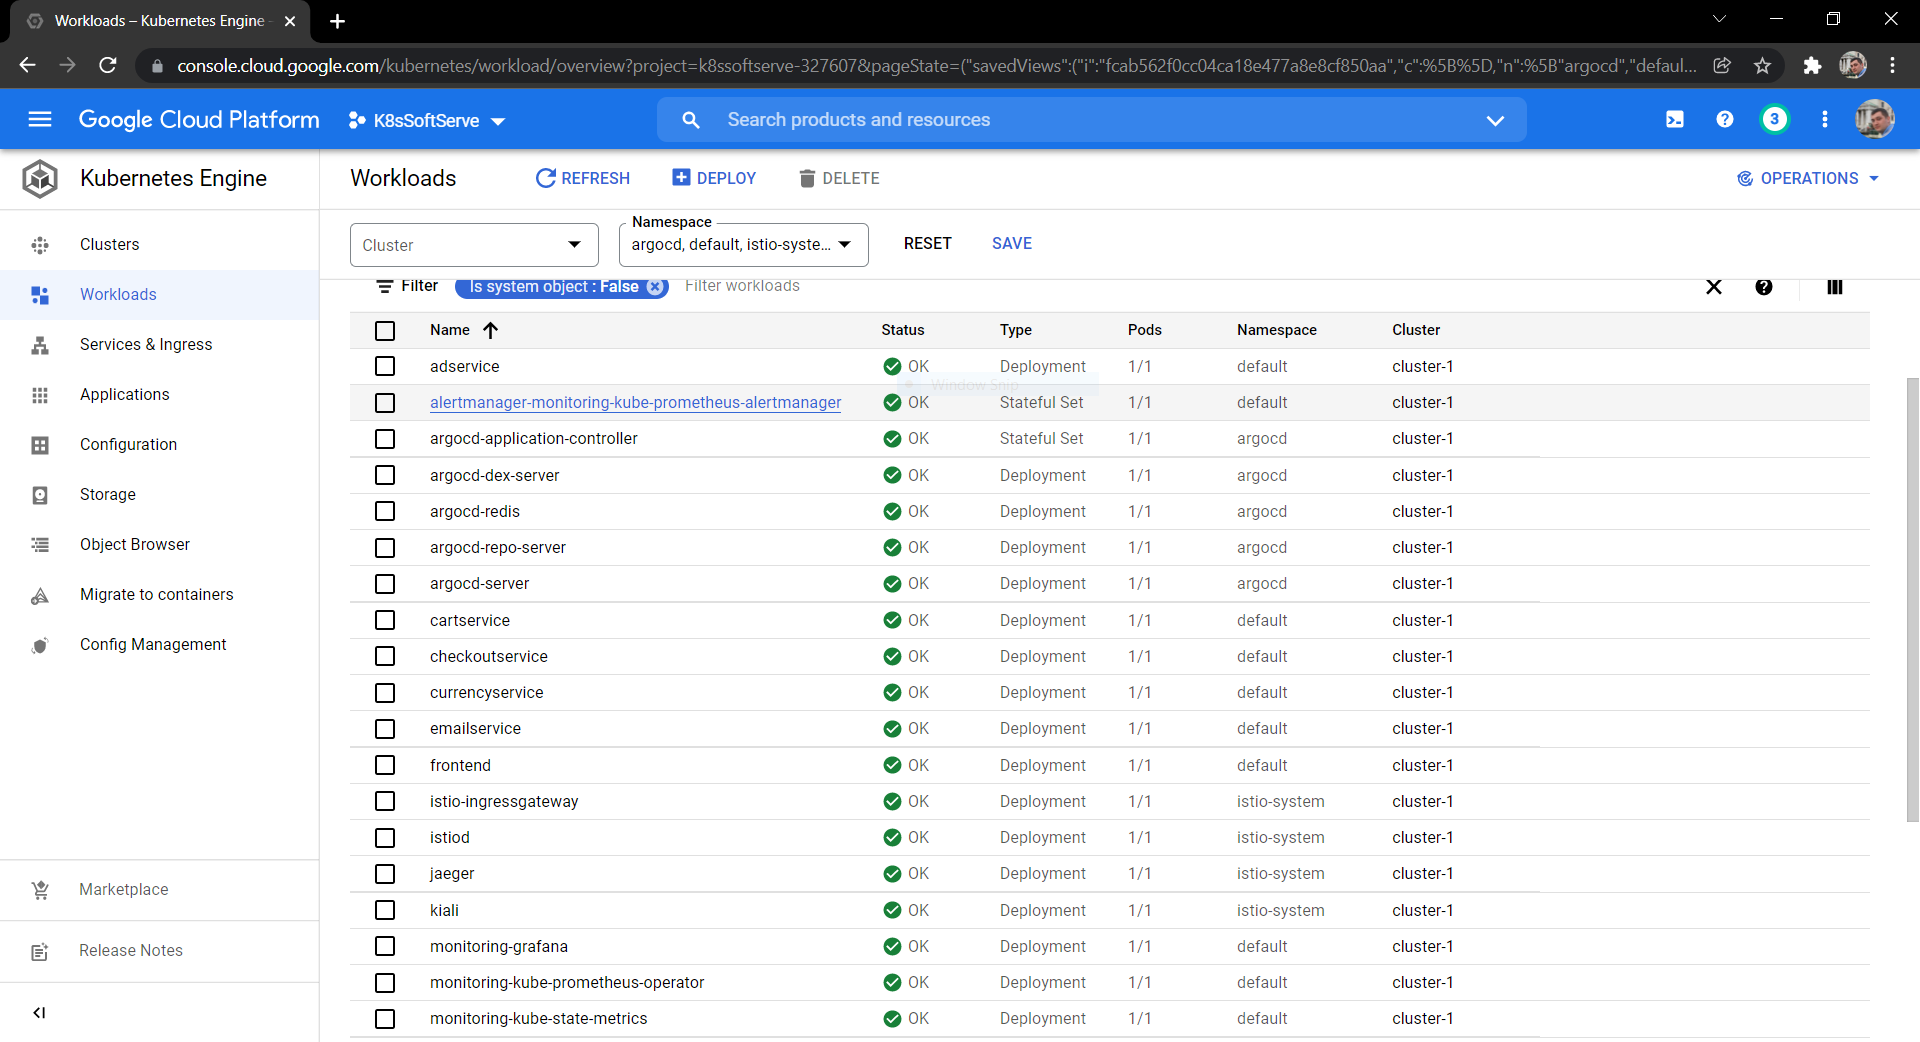 Workloads – Kubernetes Engine -
console.cloud.google.com/kubernetes/workload/overview?project=k8ssoftserve-327607&pageState=("savedViews":("i":"fcab562f0cc04ca18e477a8e8cf850aa","c":%5B%5D,"n":%5B"argocd","defaul...
Google Cloud Platform K8sSoftServe Search products and resources 3
Kubernetes Engine Workloads REFRESH DEPLOY DELETE OPERATIONS
Clusters
Workloads
Services & Ingress
Applications
Configuration
Storage
Object Browser
Migrate to containers
Config Management
Marketplace
Release Notes
Namespace
Cluster argocd, default, istio-syste... RESET SAVE
Filter Is system object : False Filter workloads
Name Status Type Pods Namespace Cluster
adservice OK Deployment 1/1 default cluster-1
Window Snip
alertmanager-monitoring-kube-prometheus-alertmanager OK Stateful Set 1/1 default cluster-1
argocd-application-controller OK Stateful Set 1/1 argocd cluster-1
argocd-dex-server OK Deployment 1/1 argocd cluster-1
argocd-redis OK Deployment 1/1 argocd cluster-1
argocd-repo-server OK Deployment 1/1 argocd cluster-1
argocd-server OK Deployment 1/1 argocd cluster-1
cartservice OK Deployment 1/1 default cluster-1
checkoutservice OK Deployment 1/1 default cluster-1
currencyservice OK Deployment 1/1 default cluster-1
emailservice OK Deployment 1/1 default cluster-1
frontend OK Deployment 1/1 default cluster-1
istio-ingressgateway OK Deployment 1/1 istio-system cluster-1
istiod OK Deployment 1/1 istio-system cluster-1
jaeger OK Deployment 1/1 istio-system cluster-1
kiali OK Deployment 1/1 istio-system cluster-1
monitoring-grafana OK Deployment 1/1 default cluster-1
monitoring-kube-prometheus-operator OK Deployment 1/1 default cluster-1
monitoring-kube-state-metrics OK Deployment 1/1 default cluster-1